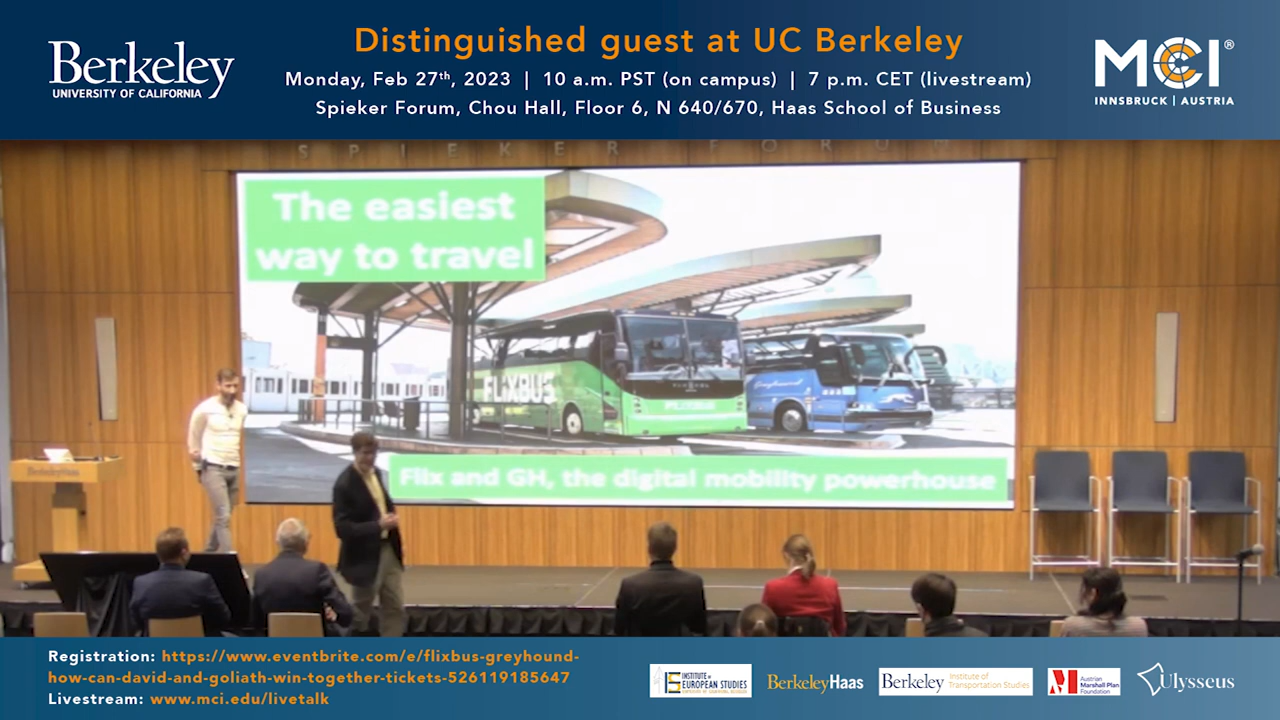 Berkeley
UNIVERSITY OF CALIFORNIA
Distinguished guest at UC Berkeley
Monday, Feb 27th, 2023 | 10 a.m. PST (on campus) | 7 p.m. CET (livestream)
Spieker Forum, Chou Hall, Floor 6, N 640/670, Haas School of Business
MCI®
INNSBRUCK | AUSTRIA
SPIEKER FORUM
The easiest
way to travel
FLiXBUS
Greyhound
FLiXBUS
Flix and GH, the digital mobility powerhouse
BerkeleyHaas
Registration: https://www.eventbrite.com/e/flixbus-greyhound-
how-can-david-and-goliath-win-together-tickets-526119185647
Livestream: www.mci.edu/livetalk
INSTITUTE of
EUROPEAN STUDIES
BerkeleyHaas
Berkeley
Institute of
Transportation Studies
Austrian
Marshall Plan
Foundation
Ulysseus